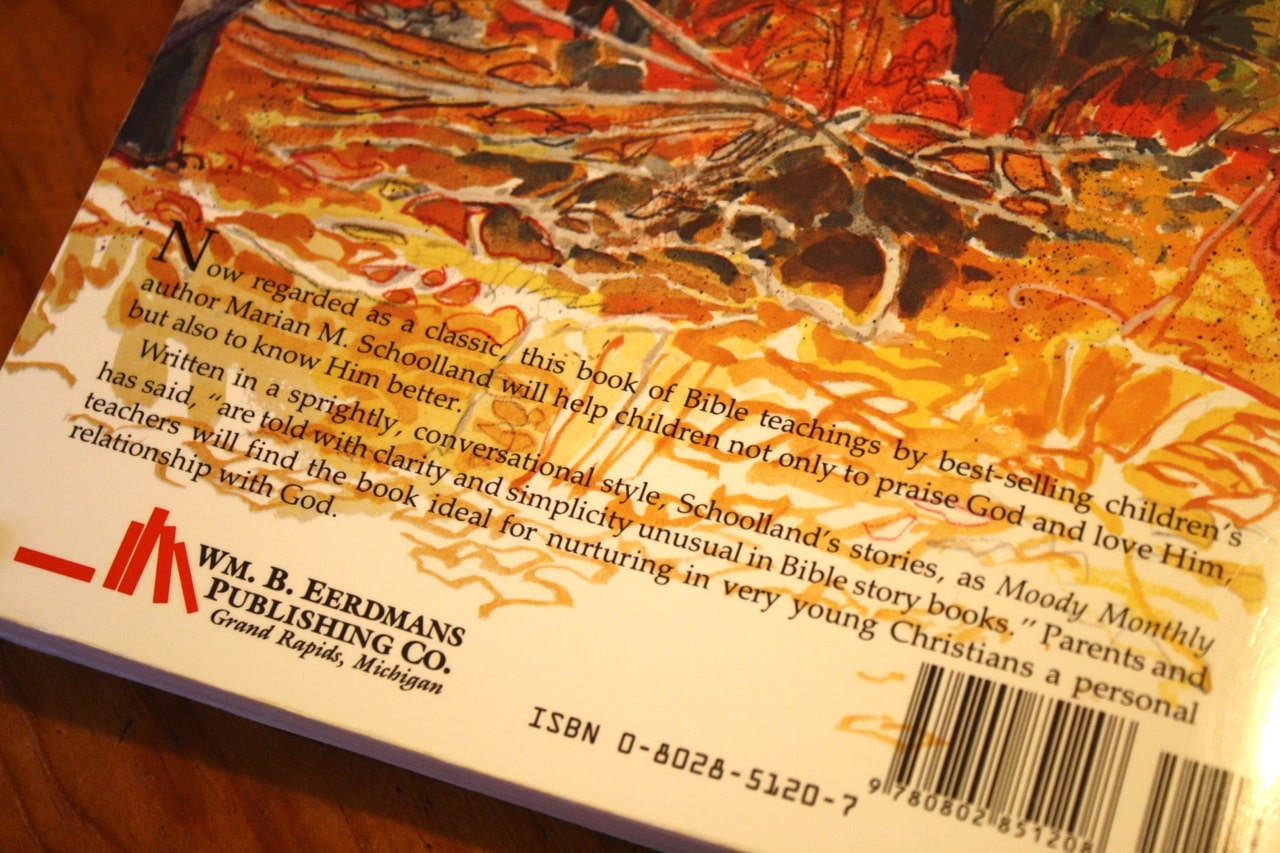 Now regarded as a classic, this book of Bible teachings by best-selling children's
author Marian M. Schoolland will help children not only to praise God and love Him,
but also to know Him better.
Written in a sprightly, conversational style, Schoolland's stories, as Moody Monthly
has said, "are told with clarity and simplicity unusual in Bible story books." Parents and
teachers will find the book ideal for nurturing in very young Christians a personal
relationship with God.
WM. B. EERDMANS
PUBLISHING CO.
Grand Rapids, Michigan
ISBN 0-8028-5120-7
9 780802 851208